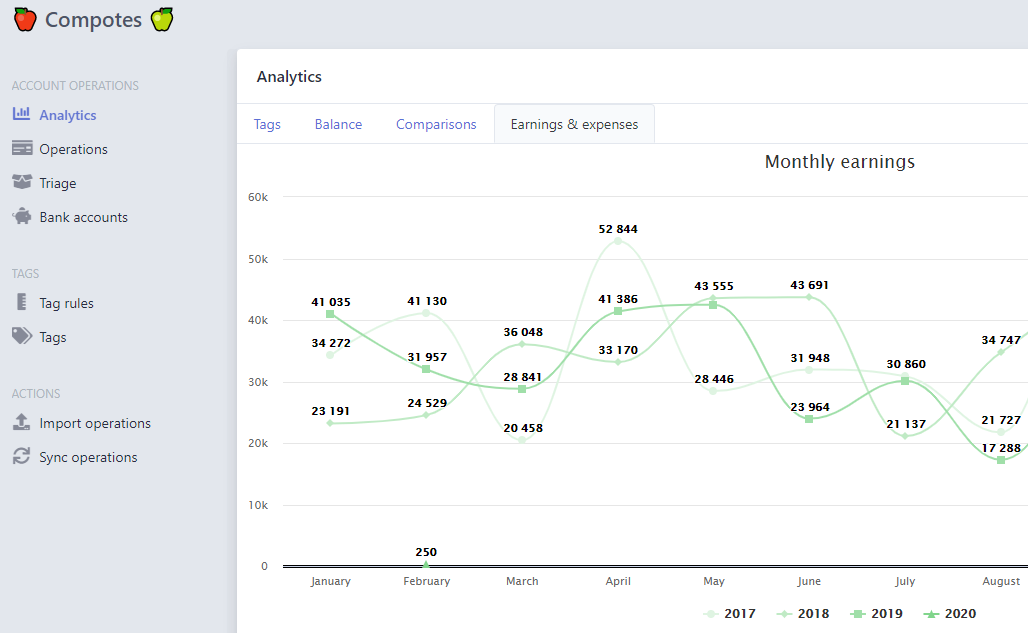 Compotes
ACCOUNT OPERATIONS
Analytics
Operations
Triage
Bank accounts
TAGS
Tag rules
Tags
ACTIONS
Import operations
Sync operations
Analytics
Tags Balance Comparisons Earnings & expenses
Monthly earnings
60k
50k
40k
30k
20k
10k
0
52 844
43 555
43 691
41 035
41 130
41 386
36 048
34 272
34 747
33 170
31 957
31 948
30 860
28 841
28 446
23 191
24 529
23 964
20 458
21 137
21 727
17 288
250
January February March April May June July August
2017 2018 2019 2020